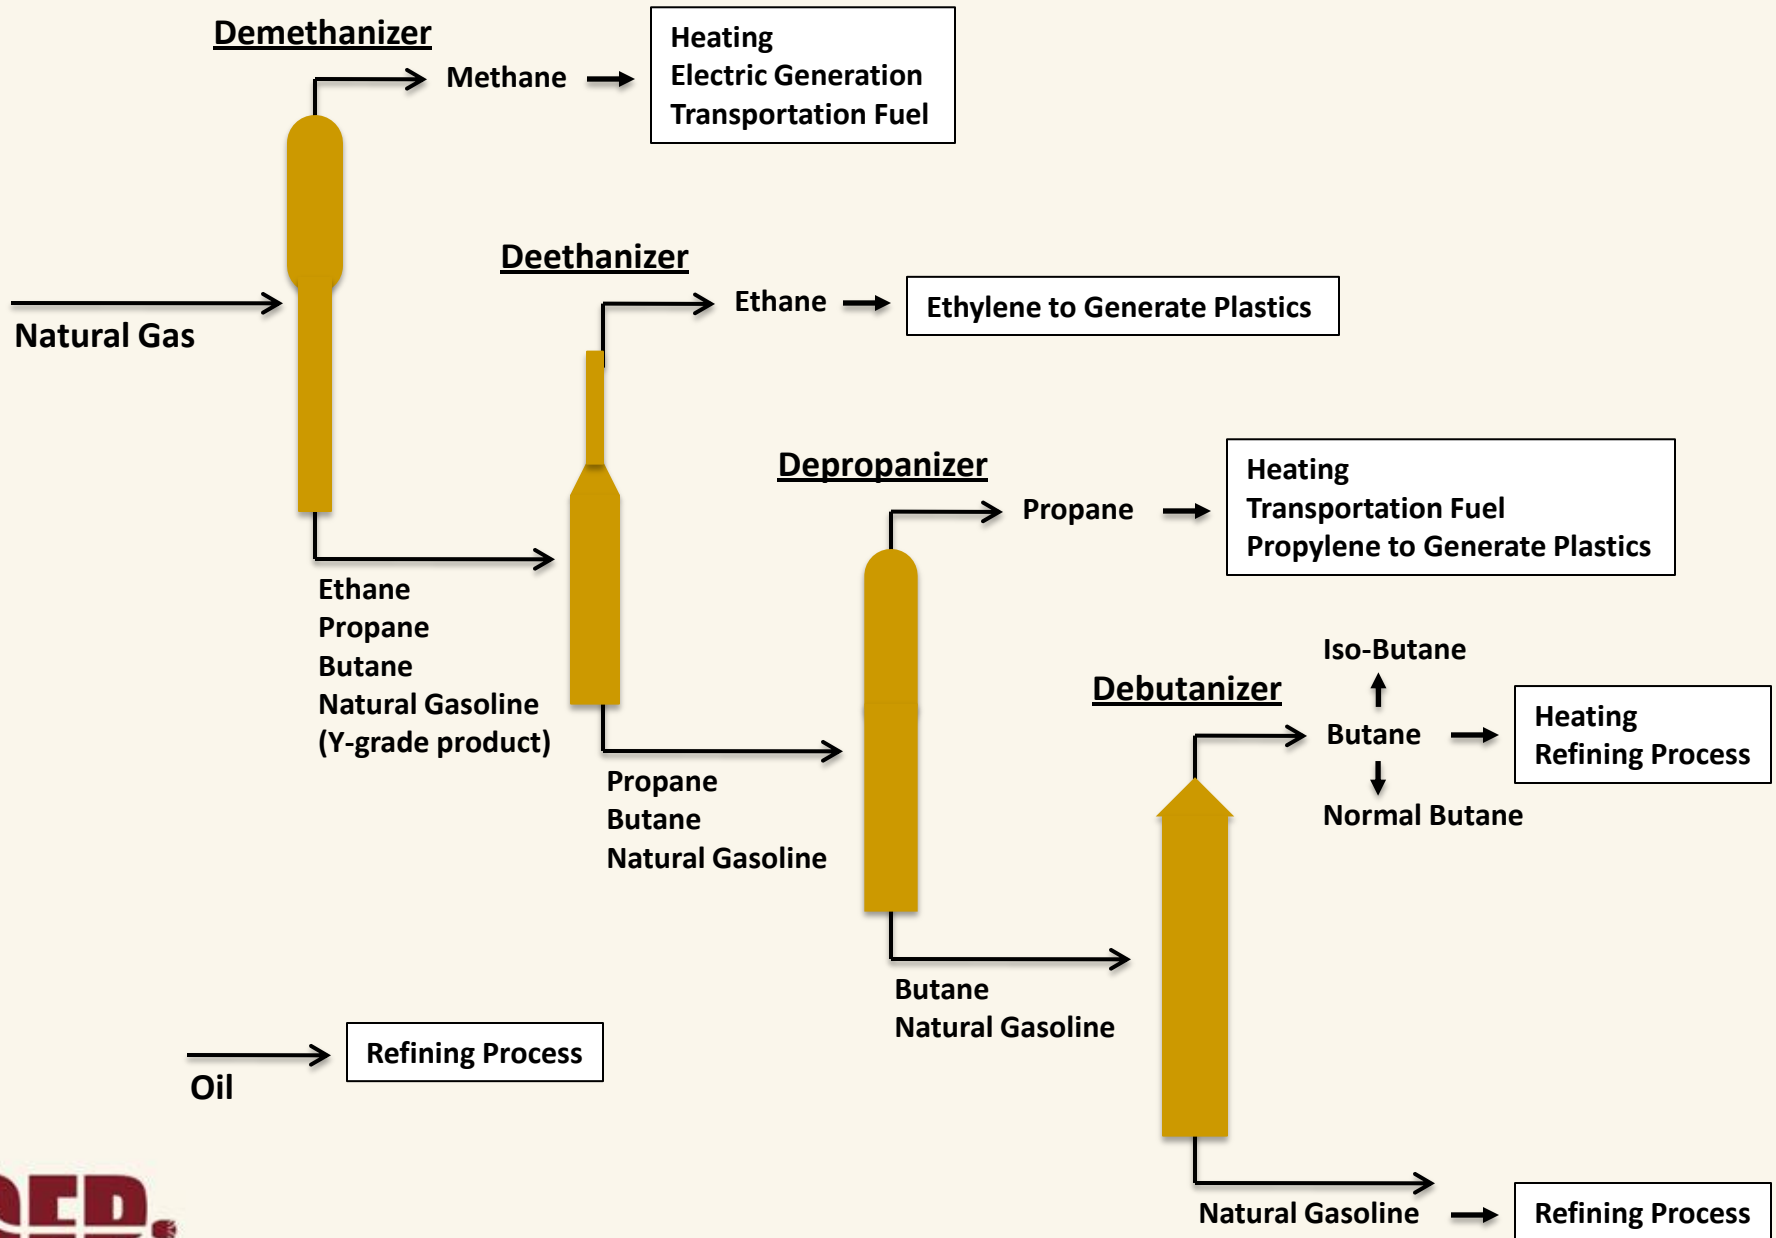 Demethanizer
Methane
Heating
Electric Generation
Transportation Fuel
Natural Gas
Deethanizer
Ethane
Ethylene to Generate Plastics
Ethane
Propane
Butane
Natural Gasoline
(Y-grade product)
Depropanizer
Propane
Heating
Transportation Fuel
Propylene to Generate Plastics
Propane
Butane
Natural Gasoline
Debutanizer
Iso-Butane
Butane
Normal Butane
Heating
Refining Process
Butane
Natural Gasoline
Oil
Refining Process
Natural Gasoline
Refining Process